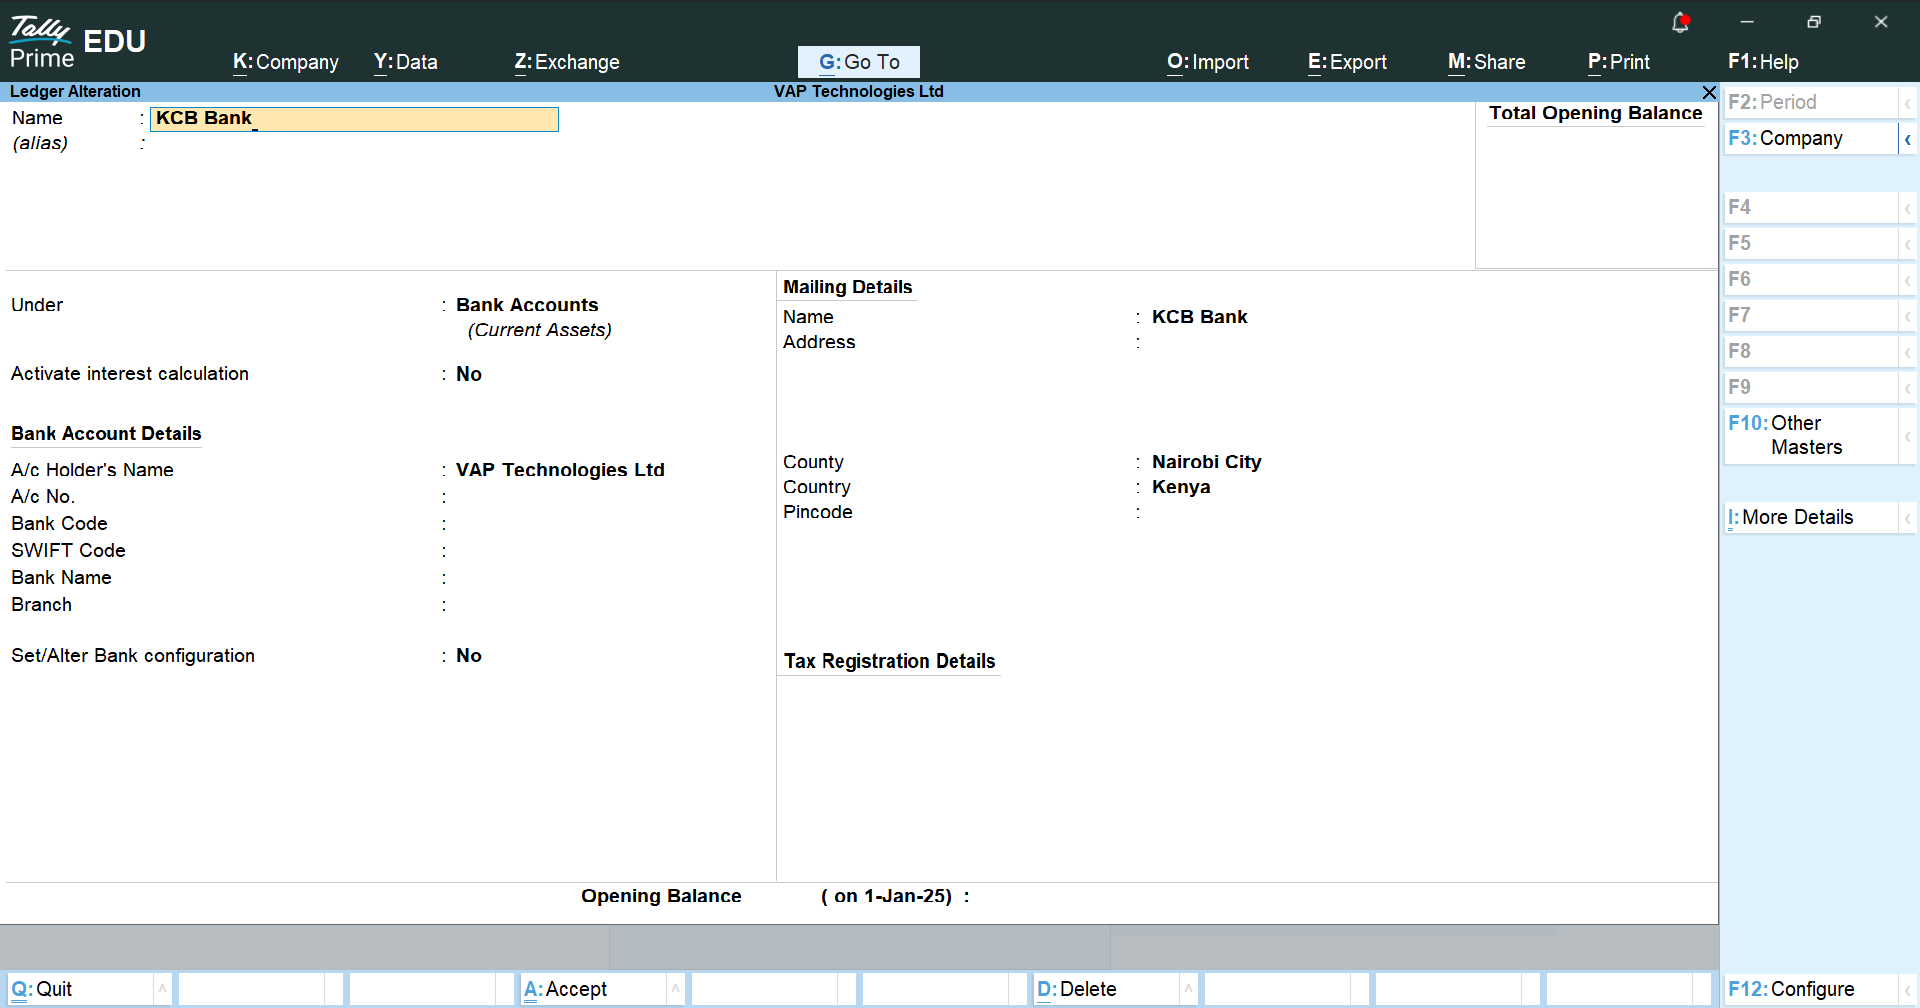 Tally Prime EDU
K:Company Y:Data Z:Exchange G:Go To O:Import E:Export M:Share P:Print F1:Help
Ledger Alteration VAP Technologies Ltd
Name : KCB Bank
(alias) :
Total Opening Balance
Under : Bank Accounts
(Current Assets)
Activate interest calculation : No
Bank Account Details
A/c Holder's Name : VAP Technologies Ltd
A/c No. :
Bank Code :
SWIFT Code :
Bank Name :
Branch :
Set/Alter Bank configuration : No
Mailing Details
Name : KCB Bank
Address :
County : Nairobi City
Country : Kenya
Pincode :
Tax Registration Details
Opening Balance ( on 1-Jan-25) :
F2:Period
F3:Company
F4
F5
F6
F7
F8
F9
F10:Other
Masters
I:More Details
Q:Quit A:Accept D:Delete F12:Configure